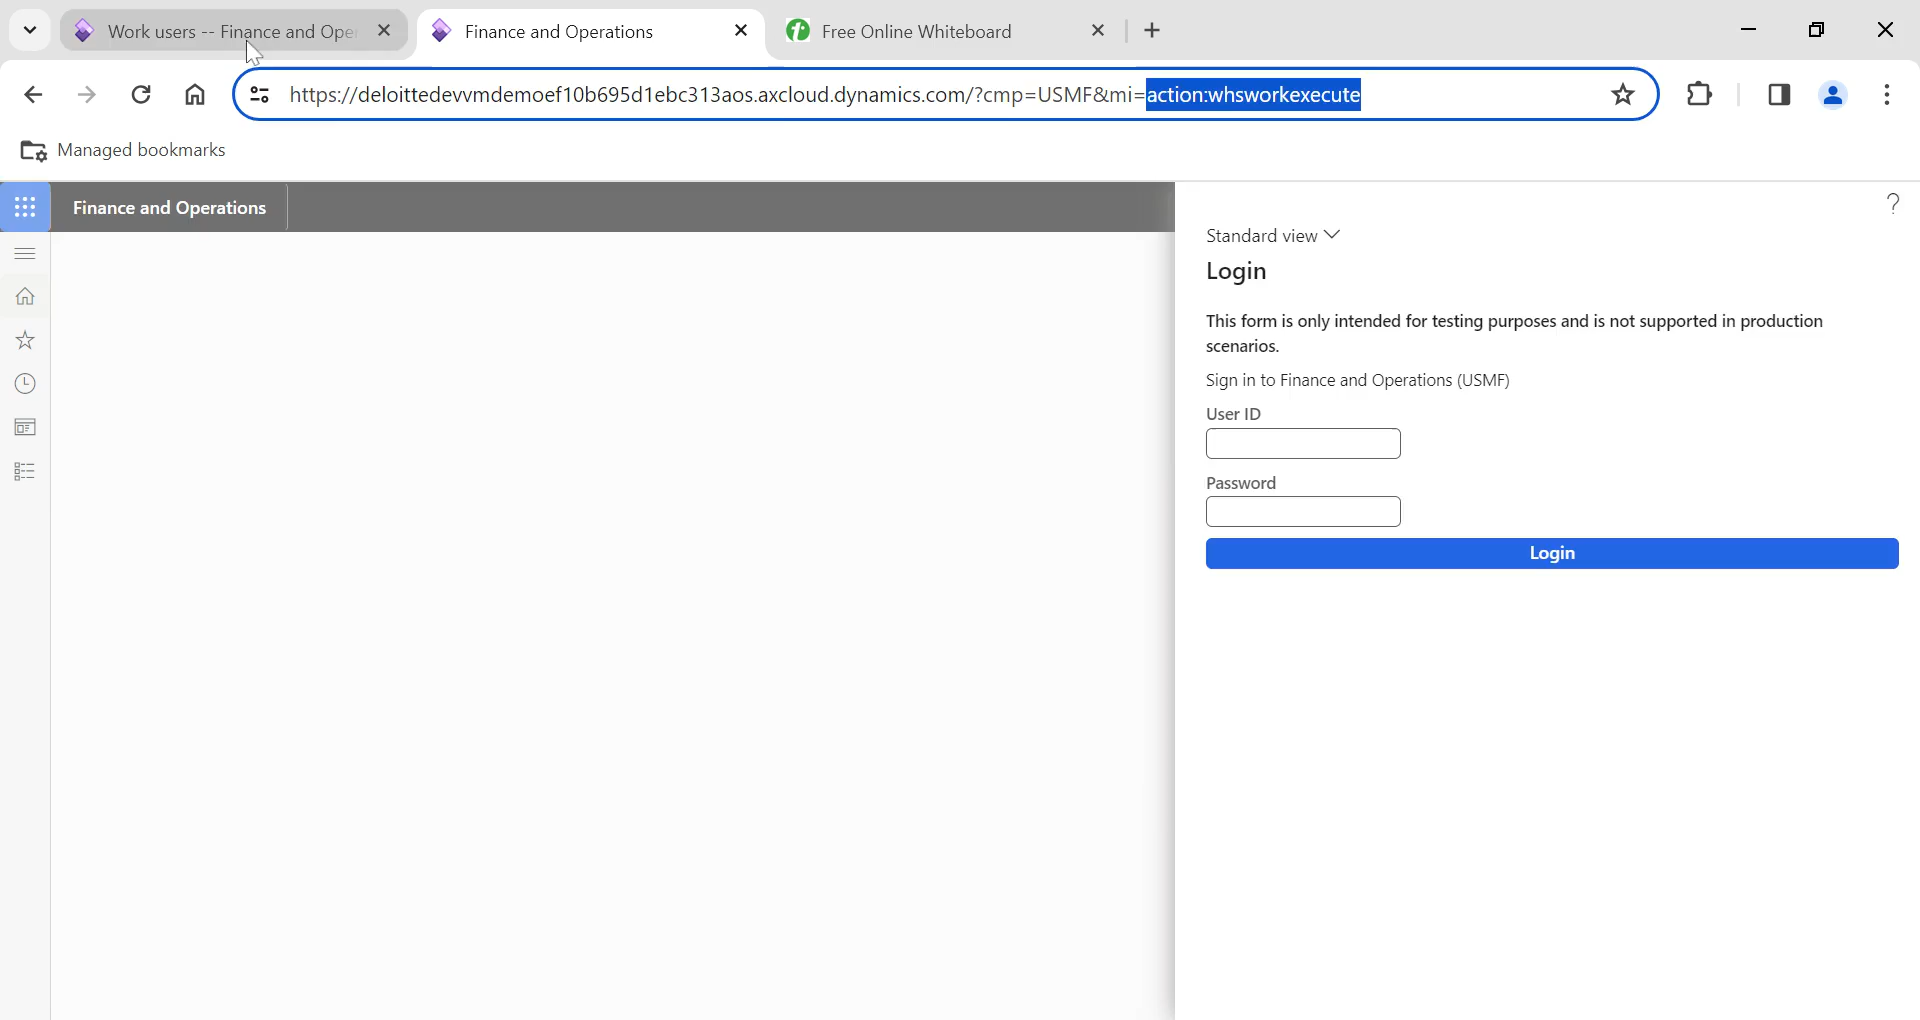 Work users -- Finance and Ope
Finance and Operations
Free Online Whiteboard
https://deloittedevvmdemoef10b695d1ebc313aos.axcloud.dynamics.com/?cmp=USMF&mi=action:whsworkexecute
Managed bookmarks
Finance and Operations
?
Standard view
Login
This form is only intended for testing purposes and is not supported in production
scenarios.
Sign in to Finance and Operations (USMF)
User ID
Password
Login